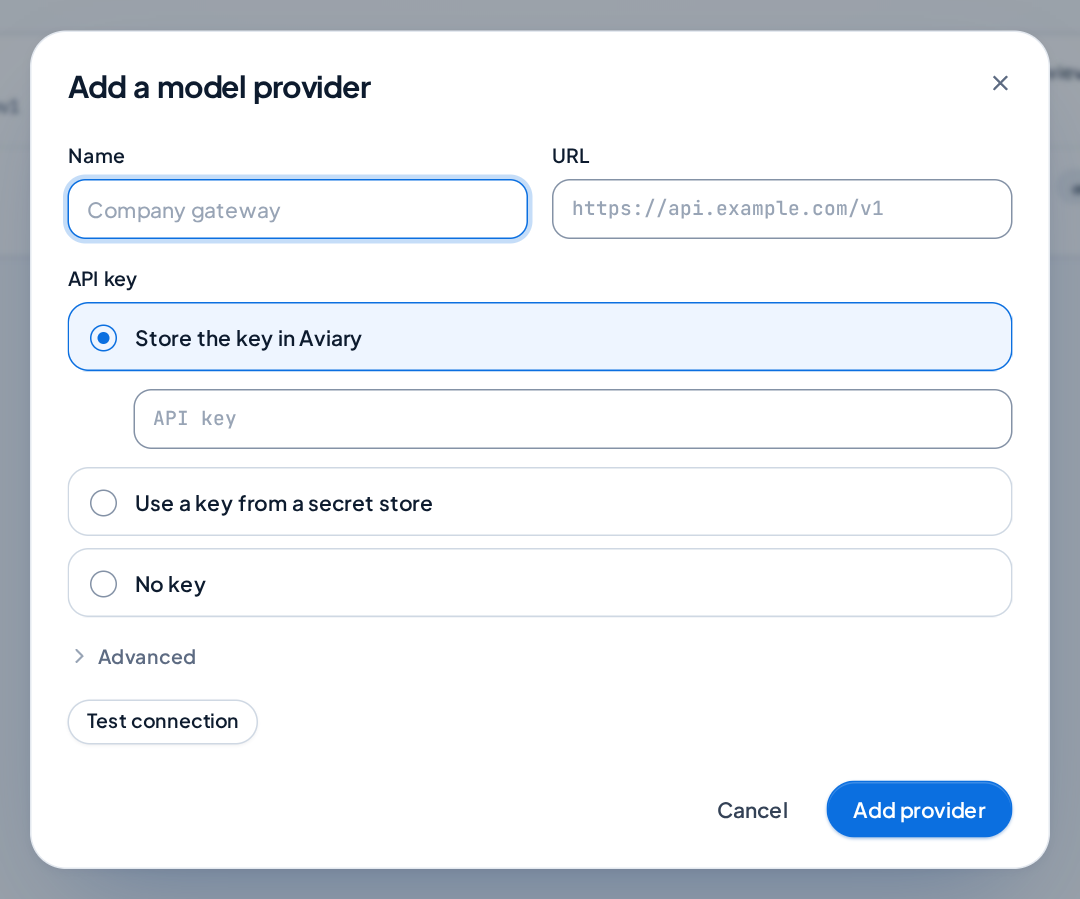 Add a model provider
Name
URL
Company gateway
https://api.example.com/v1
API key
Store the key in Aviary
API key
Use a key from a secret store
No key
Advanced
Test connection
Cancel
Add provider